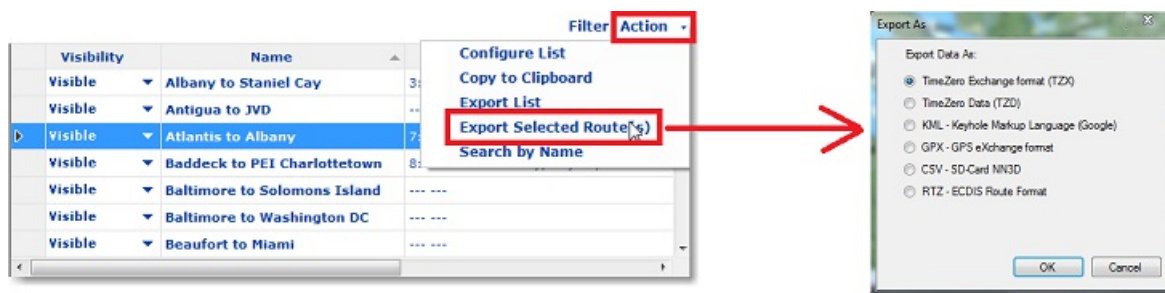 Filter Action
Visibility Name
Configure List
Visible Albany to Staniel Cay 3:
Copy to Clipboard
Visible Antigua to JVD --
Export List
Visible Atlantis to Albany 7:
Export Selected Route(s)
Visible Baddeck to PEI Charlottetown 8:
Search by Name
Visible Baltimore to Solomons Island --- ---
Visible Baltimore to Washington DC --- ---
Visible Beaufort to Miami --- ---
Export As
Export Data As:
TimeZero Exchange format (TZX)
TimeZero Data (TZD)
KML - Keyhole Markup Language (Google)
GPX - GPS eXchange format
CSV - SD-Card NN3D
RTZ - ECDIS Route Format
OK Cancel